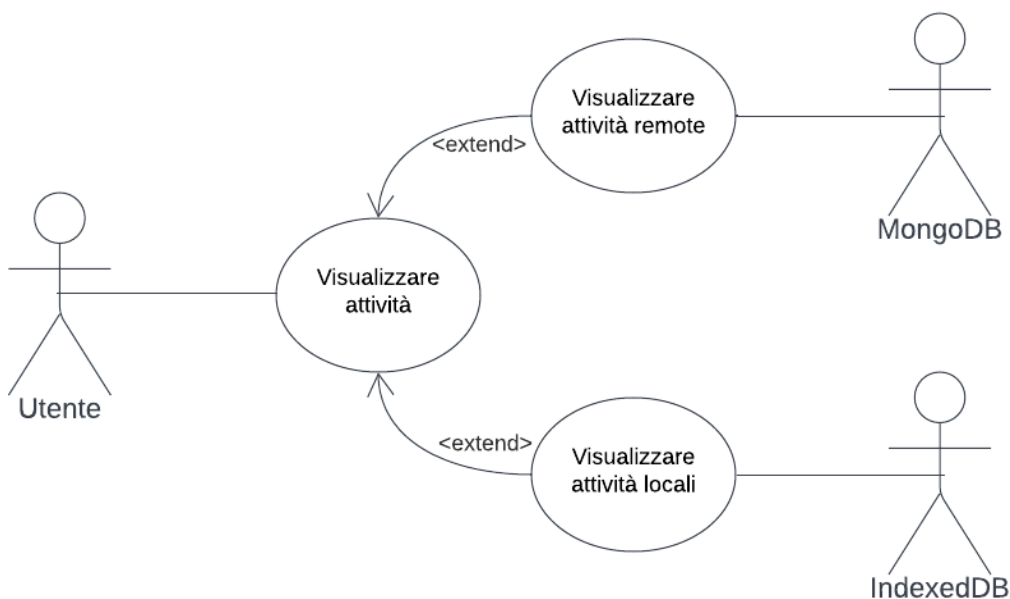 Visualizzare
attività remote
<extend>
MongoDB
Visualizzare
attività
Utente
<extend>
Visualizzare
attività locali
IndexedDB